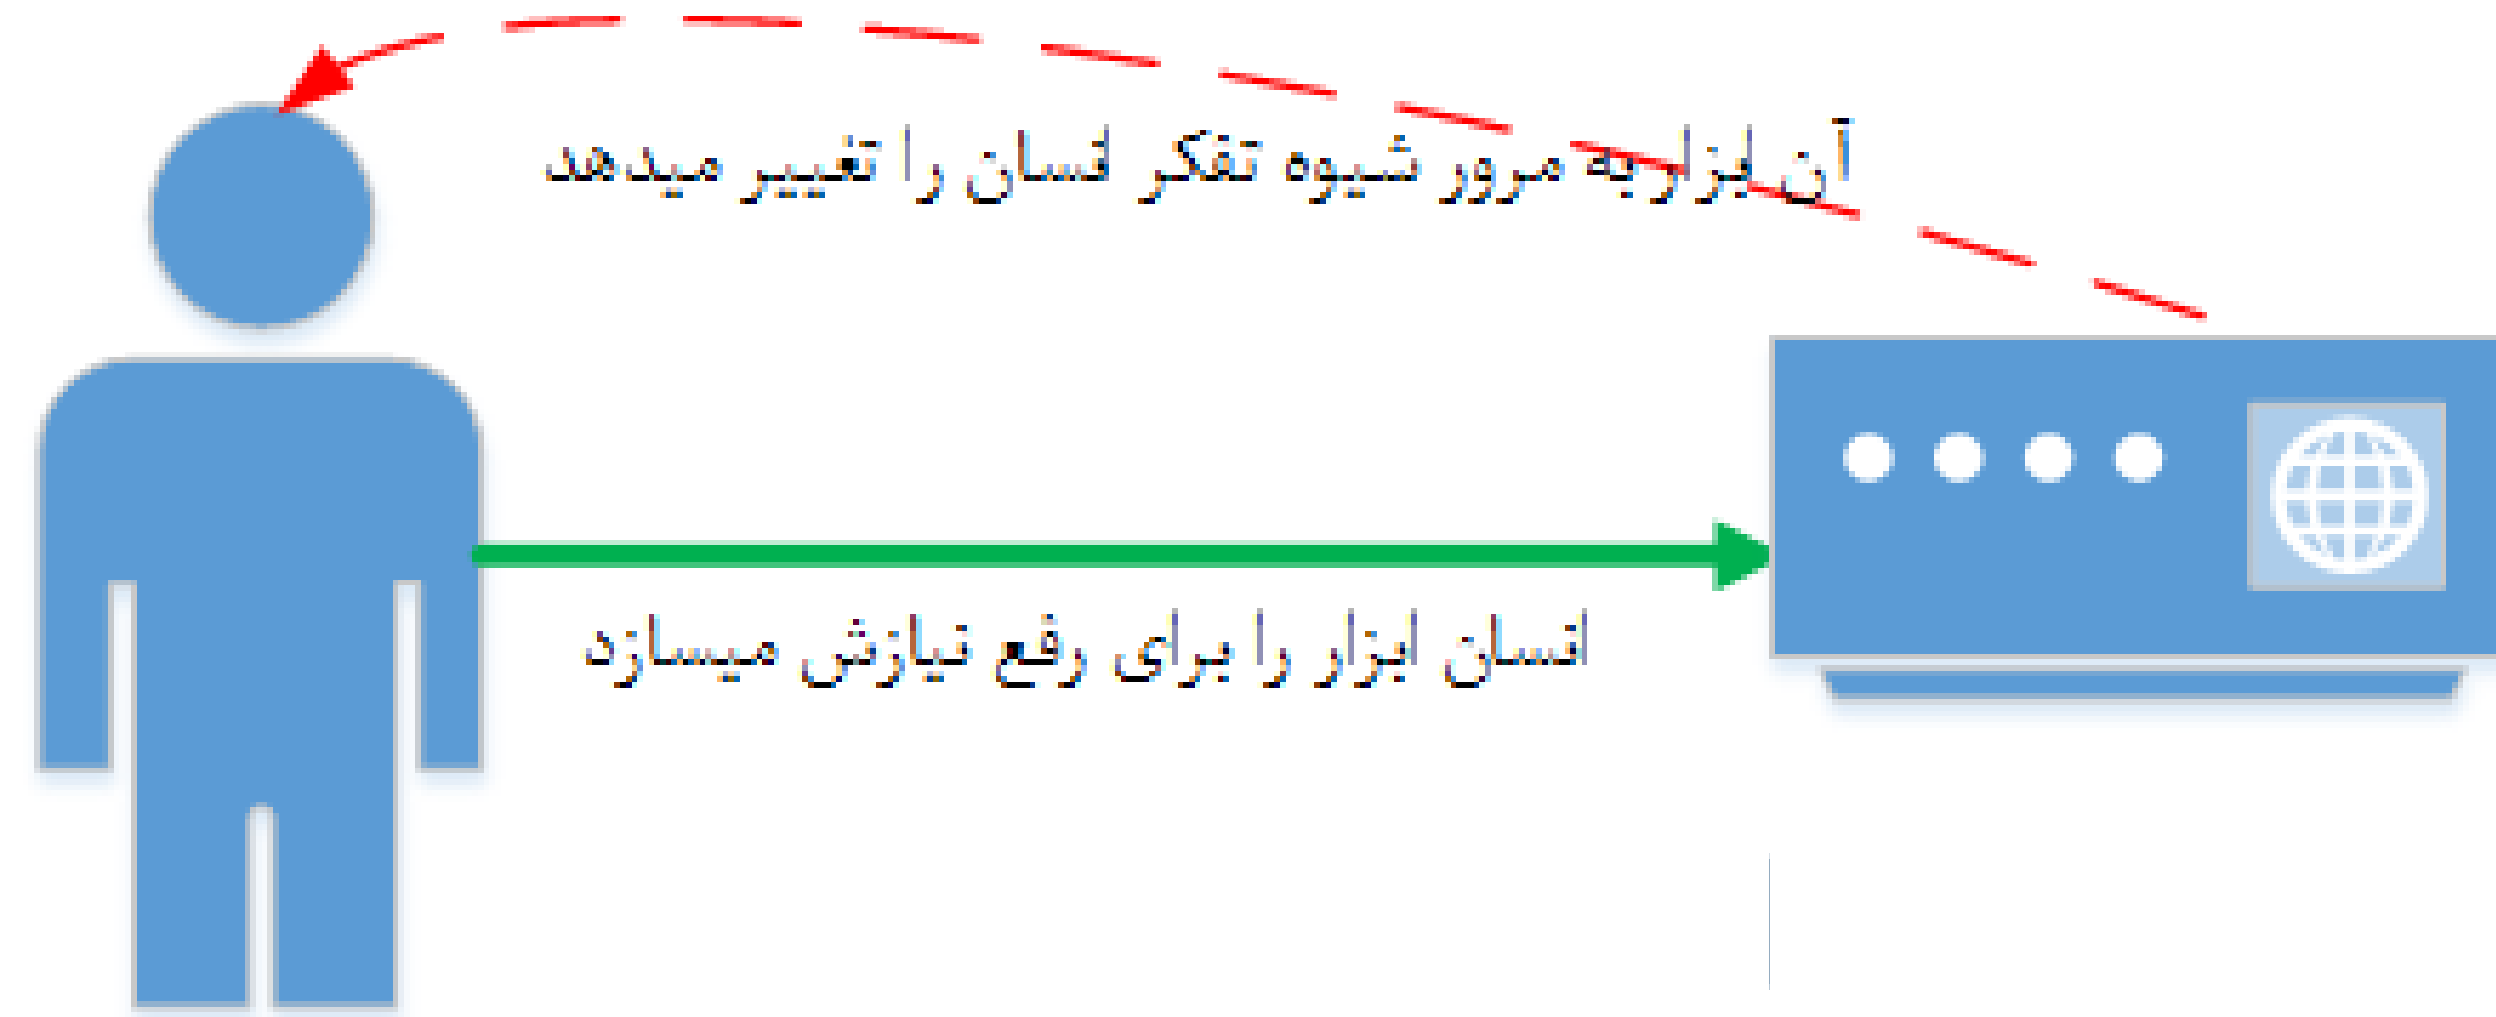 آن ابزار به مرور شیوه تفکر انسان را تغییر میدهد
انسان ابزار را برای رفع نیازش میسازد